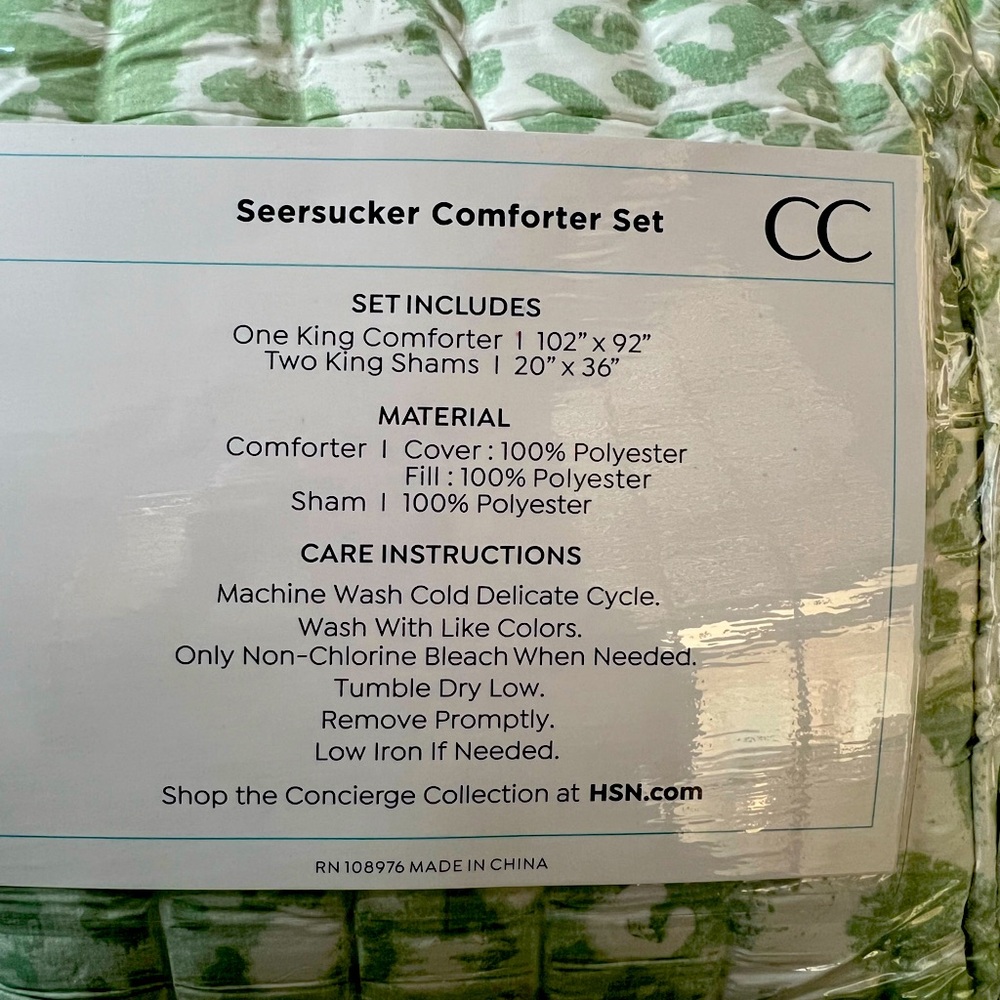 Seersucker Comforter Set
CC
SET INCLUDES
One King Comforter | 102” x 92”
Two King Shams | 20” x 36”
MATERIAL
Comforter | Cover : 100% Polyester
Fill : 100% Polyester
Sham | 100% Polyester
CARE INSTRUCTIONS
Machine Wash Cold Delicate Cycle.
Wash With Like Colors.
Only Non-Chlorine Bleach When Needed.
Tumble Dry Low.
Remove Promptly.
Low Iron If Needed.
Shop the Concierge Collection at HSN.com
RN 108976 MADE IN CHINA